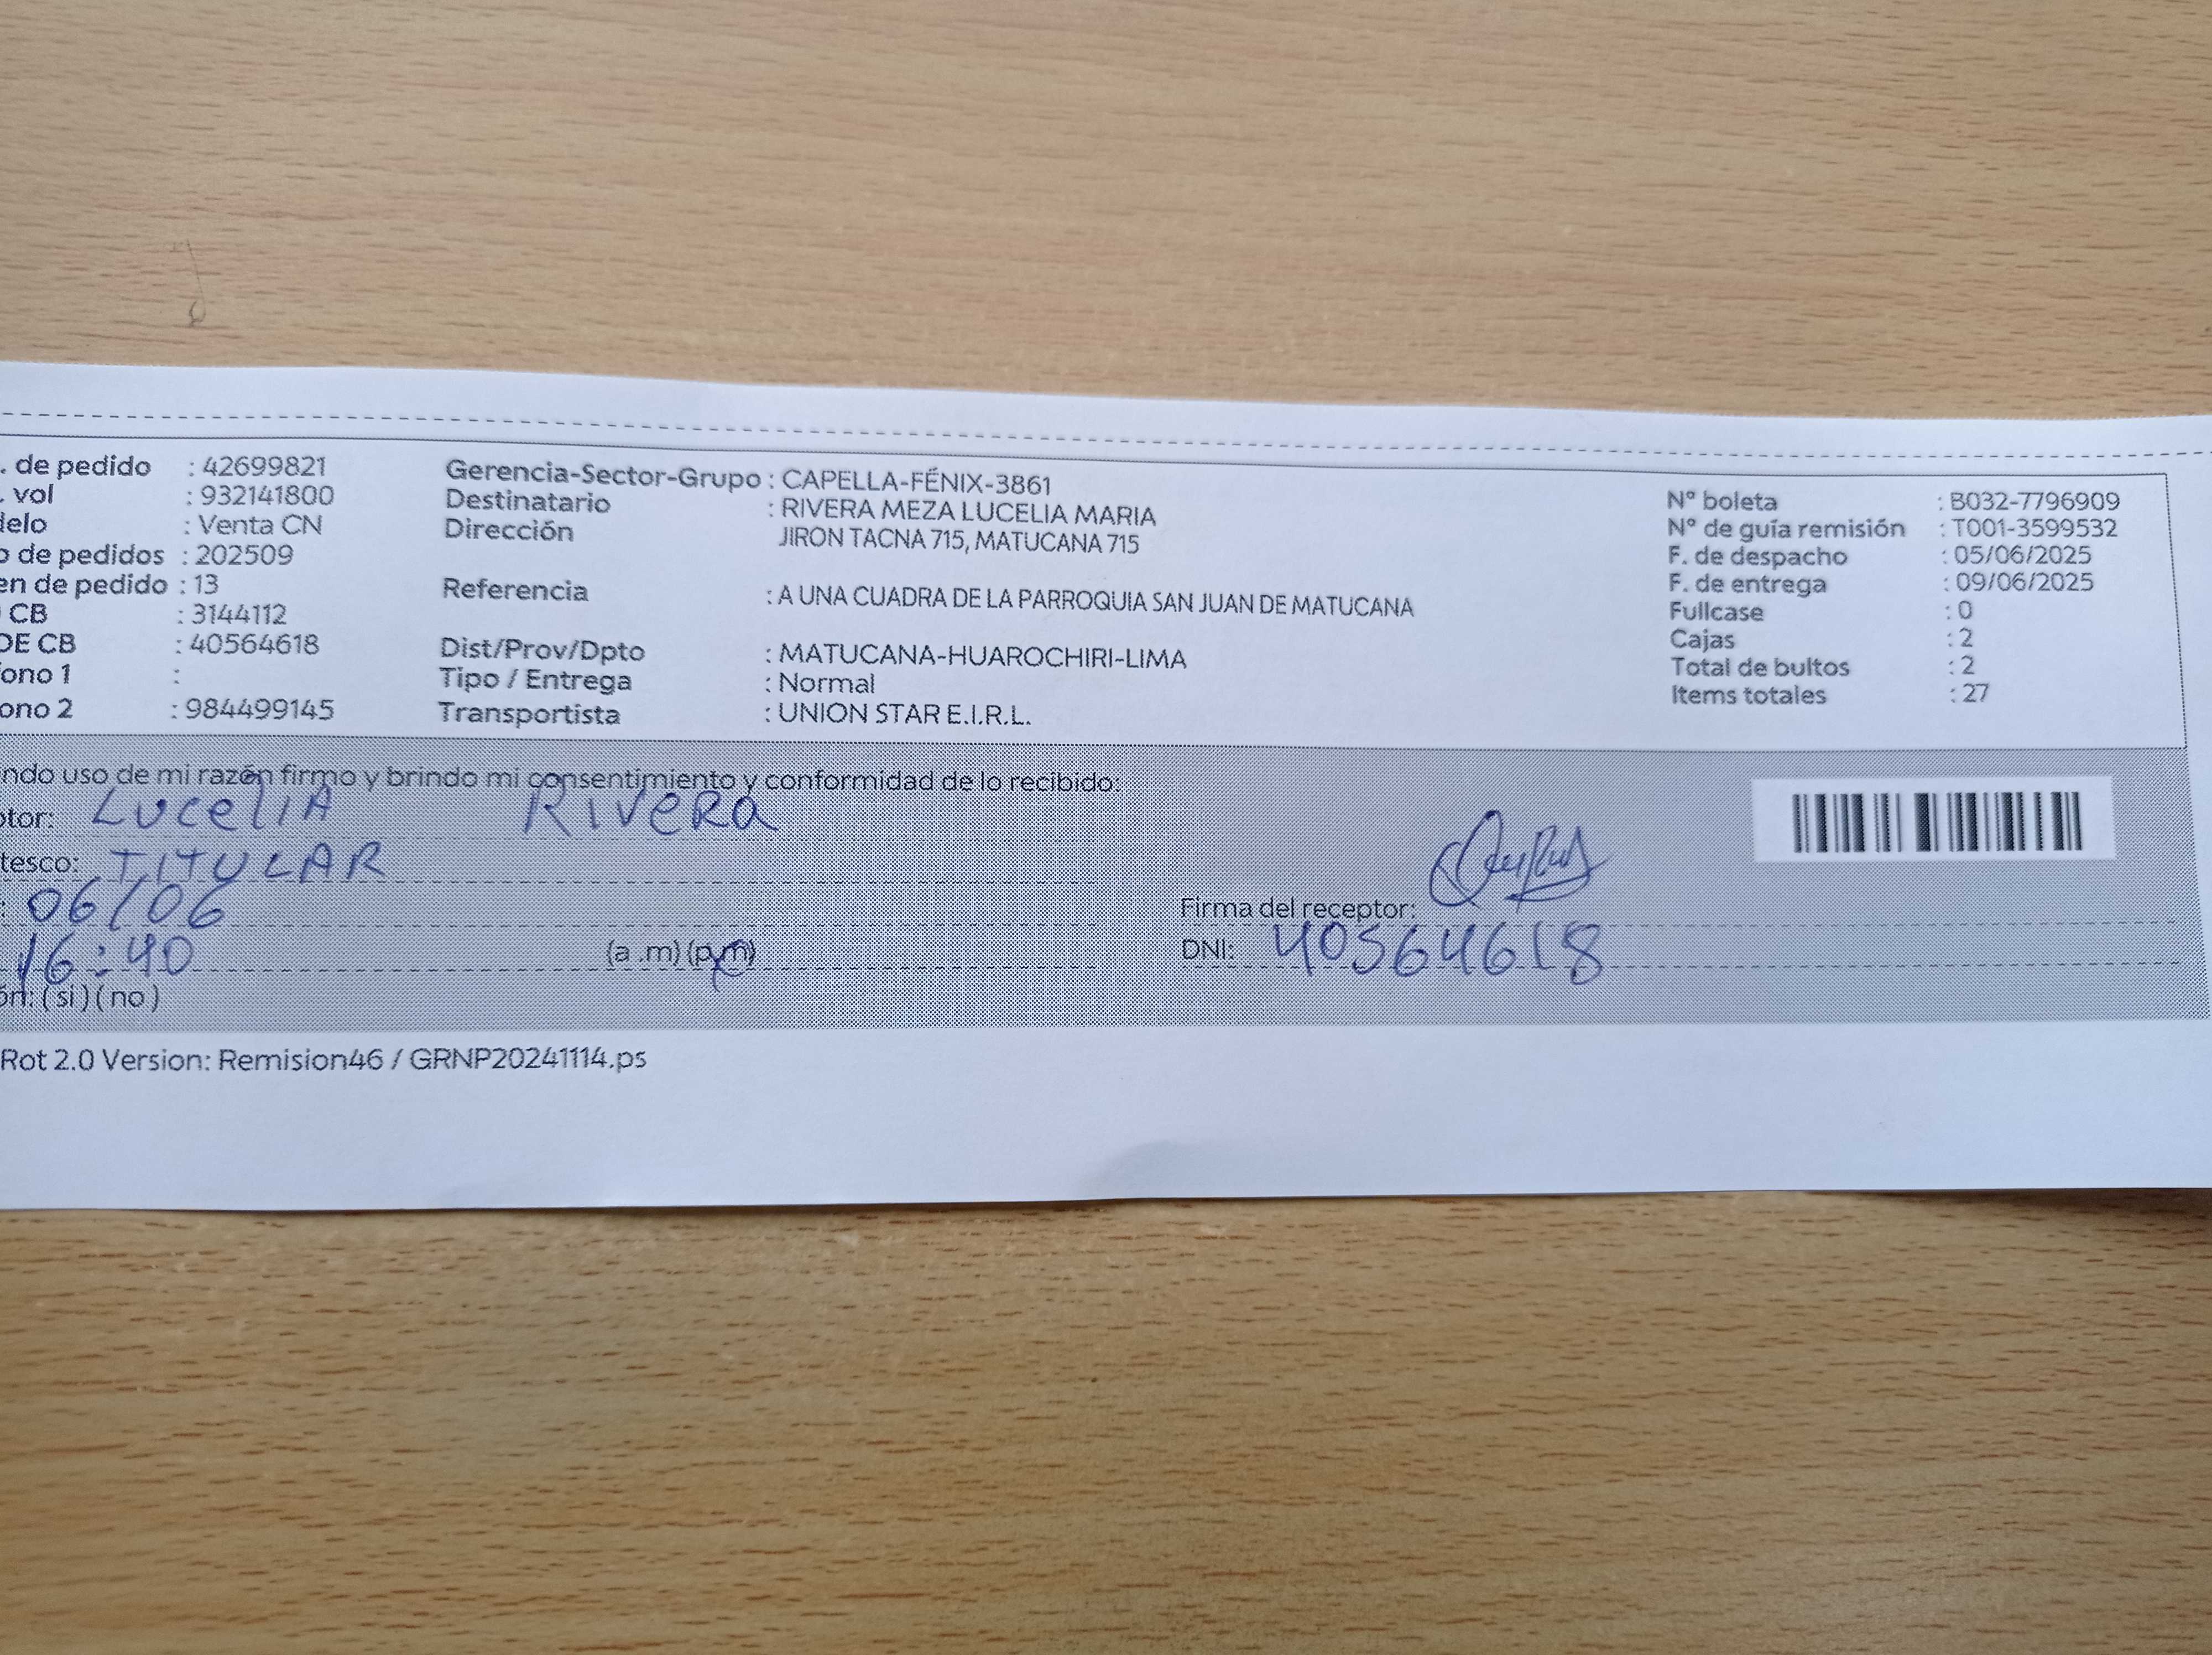 . de pedido : 42699821
. vol : 932141800
delo : Venta CN
o de pedidos : 202509
en de pedido : 13
CB : 3144112
DE CB : 40564618
fono 1 :
ono 2 : 984499145
Gerencia-Sector-Grupo : CAPELLA-FÉNIX-3861
Destinatario : RIVERA MEZA LUCELIA MARIA
Dirección JIRON TACNA 715, MATUCANA 715
Referencia : A UNA CUADRA DE LA PARROQUIA SAN JUAN DE MATUCANA
Dist/Prov/Dpto : MATUCANA-HUAROCHIRI-LIMA
Tipo / Entrega : Normal
Transportista : UNION STAR E.I.R.L.
N° boleta : B032-7796909
N° de guía remisión : T001-3599532
F. de despacho : 05/06/2025
F. de entrega : 09/06/2025
Fullcase : 0
Cajas : 2
Total de bultos : 2
Items totales : 27
ndo uso de mi razón firmo y brindo mi consentimiento y conformidad de lo recibido:
ptor: LuceliA RiveRa
tesco: TITULAR
: 06/06
16:40 (a .m) (p.m)
ón: ( si ) ( no )
Firma del receptor:
DNI: 40564618
Rot 2.0 Version: Remision46 / GRNP20241114.ps